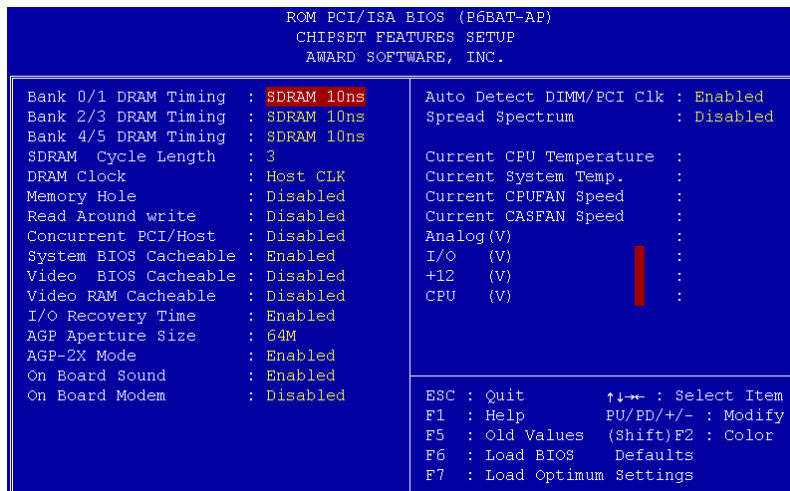 ROM PCI/ISA BIOS (P6BAT-AP)
CHIPSET FEATURES SETUP
AWARD SOFTWARE, INC.
Bank 0/1 DRAM Timing : SDRAM 10ns
Bank 2/3 DRAM Timing : SDRAM 10ns
Bank 4/5 DRAM Timing : SDRAM 10ns
SDRAM Cycle Length : 3
DRAM Clock : Host CLK
Memory Hole : Disabled
Read Around write : Disabled
Concurrent PCI/Host : Disabled
System BIOS Cacheable : Enabled
Video BIOS Cacheable : Disabled
Video RAM Cacheable : Disabled
I/O Recovery Time : Enabled
AGP Aperture Size : 64M
AGP-2X Mode : Enabled
On Board Sound : Enabled
On Board Modem : Disabled
Auto Detect DIMM/PCI Clk : Enabled
Spread Spectrum : Disabled
Current CPU Temperature :
Current System Temp. :
Current CPUFAN Speed :
Current CASFAN Speed :
Analog(V) :
I/O (V) :
+12 (V) :
CPU (V) :
ESC : Quit ↑↓→← : Select Item
F1 : Help PU/PD/+/- : Modify
F5 : Old Values (Shift)F2 : Color
F6 : Load BIOS Defaults
F7 : Load Optimum Settings